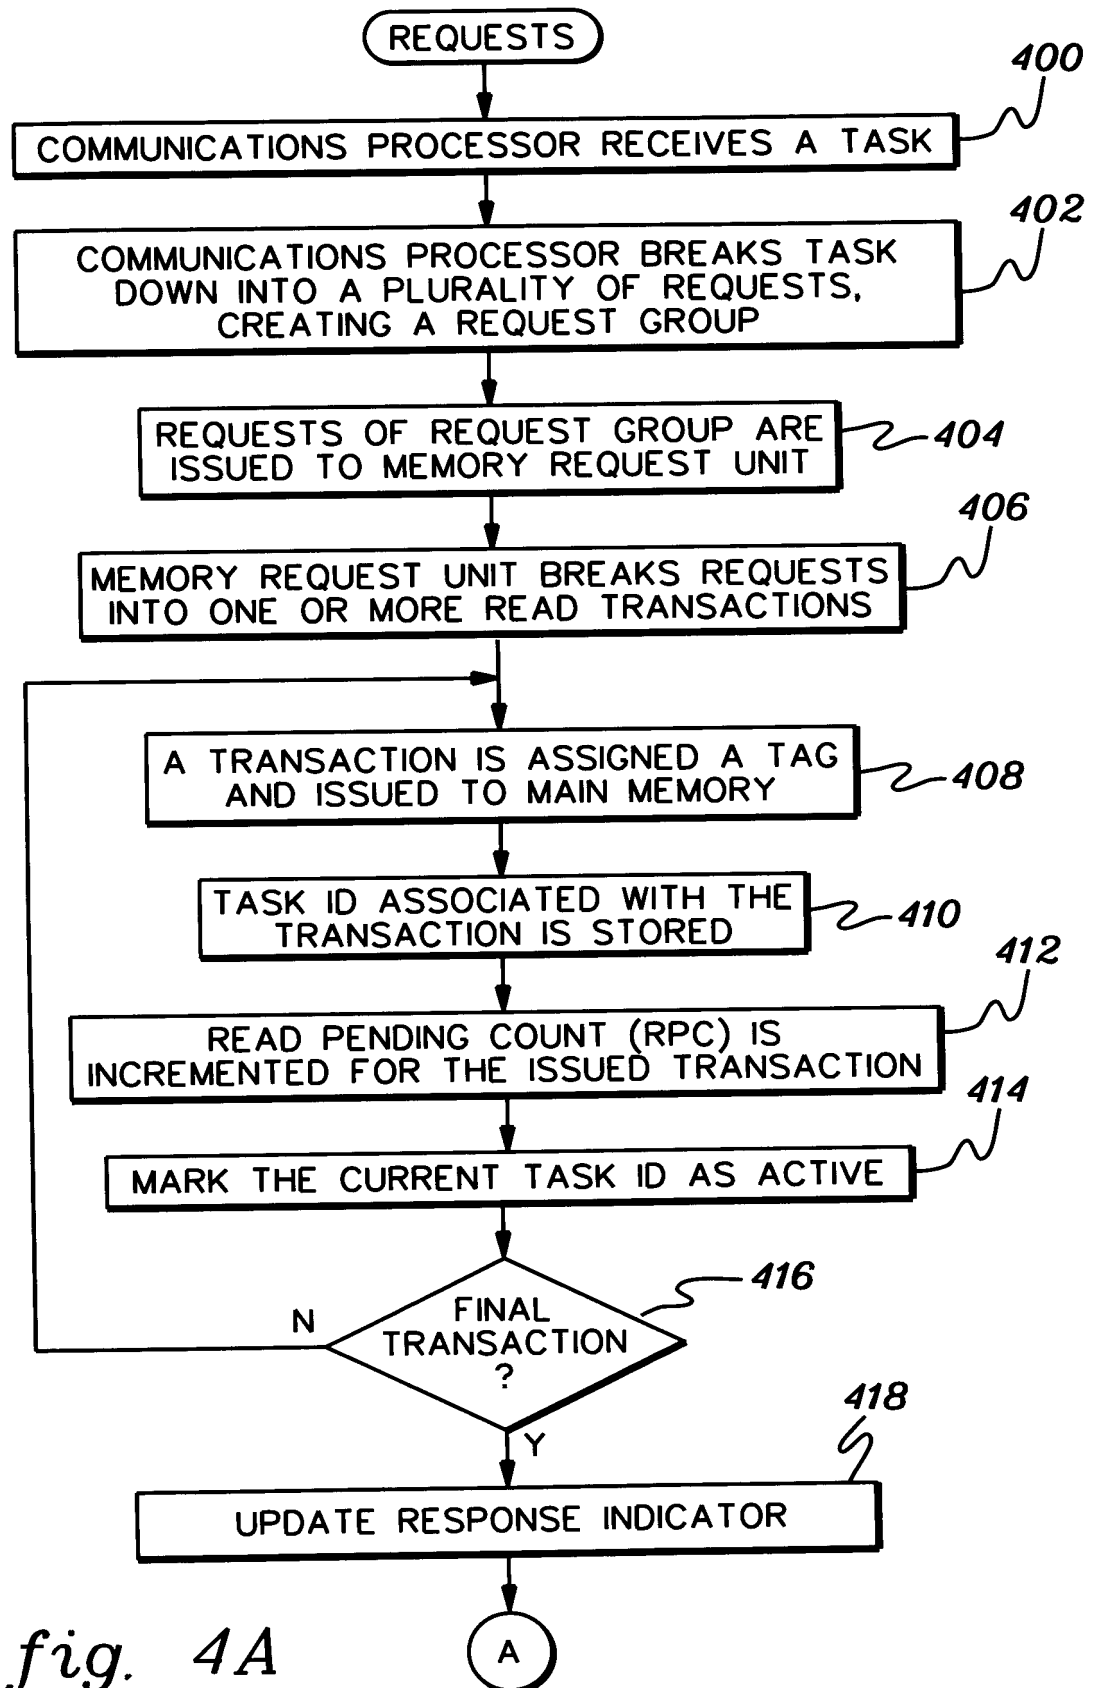 REQUESTS
400
COMMUNICATIONS PROCESSOR RECEIVES A TASK
402
COMMUNICATIONS PROCESSOR BREAKS TASK
DOWN INTO A PLURALITY OF REQUESTS,
CREATING A REQUEST GROUP
REQUESTS OF REQUEST GROUP ARE
ISSUED TO MEMORY REQUEST UNIT
404
406
MEMORY REQUEST UNIT BREAKS REQUESTS
INTO ONE OR MORE READ TRANSACTIONS
A TRANSACTION IS ASSIGNED A TAG
AND ISSUED TO MAIN MEMORY
408
TASK ID ASSOCIATED WITH THE
TRANSACTION IS STORED
410
412
READ PENDING COUNT (RPC) IS
INCREMENTED FOR THE ISSUED TRANSACTION
414
MARK THE CURRENT TASK ID AS ACTIVE
416
FINAL
TRANSACTION
?
N
Y
418
UPDATE RESPONSE INDICATOR
A
fig. 4A